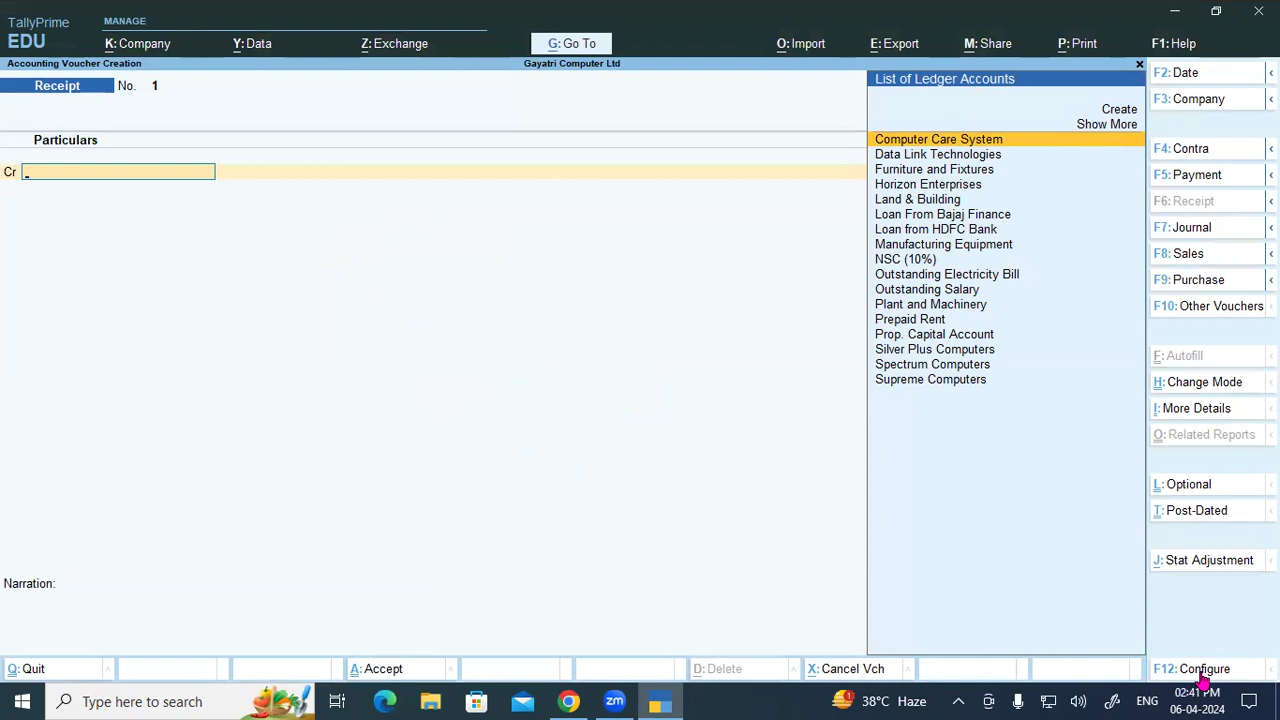 TallyPrime
EDU
MANAGE
K: Company
Y: Data
Z: Exchange
G: Go To
O: Import
E: Export
M: Share
P: Print
F1: Help
Accounting Voucher Creation
Gayatri Computer Ltd
Receipt No. 1
Particulars
Cr
List of Ledger Accounts
Create
Show More
Computer Care System
Data Link Technologies
Furniture and Fixtures
Horizon Enterprises
Land & Building
Loan From Bajaj Finance
Loan from HDFC Bank
Manufacturing Equipment
NSC (10%)
Outstanding Electricity Bill
Outstanding Salary
Plant and Machinery
Prepaid Rent
Prop. Capital Account
Silver Plus Computers
Spectrum Computers
Supreme Computers
F2: Date
F3: Company
F4: Contra
F5: Payment
F6: Receipt
F7: Journal
F8: Sales
F9: Purchase
F10: Other Vouchers
F: Autofill
H: Change Mode
I: More Details
O: Related Reports
L: Optional
T: Post-Dated
J: Stat Adjustment
Narration:
Q: Quit
A: Accept
D: Delete
X: Cancel Vch
F12: Configure
Type here to search
zm
1
38°C Haze
ENG
02:41 PM
06-04-2024